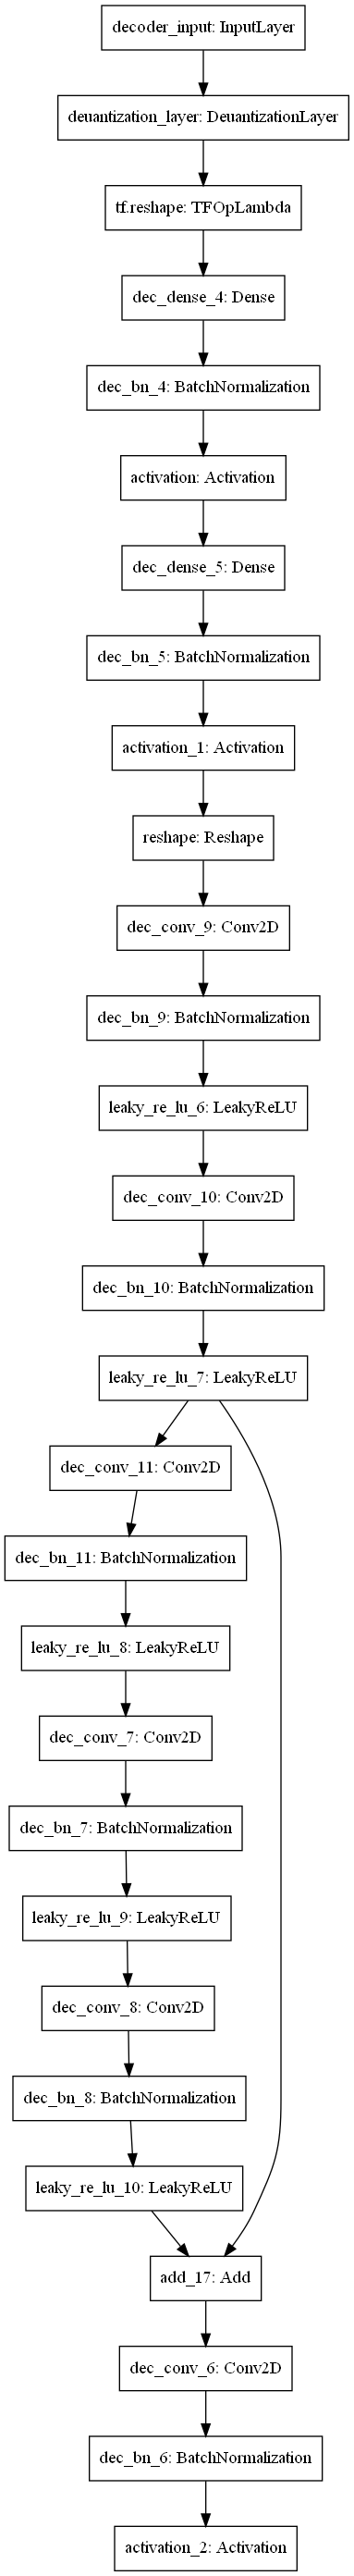 decoder_input: InputLayer
deuantization_layer: DeuantizationLayer
tf.reshape: TFOpLambda
dec_dense_4: Dense
dec_bn_4: BatchNormalization
activation: Activation
dec_dense_5: Dense
dec_bn_5: BatchNormalization
activation_1: Activation
reshape: Reshape
dec_conv_9: Conv2D
dec_bn_9: BatchNormalization
leaky_re_lu_6: LeakyReLU
dec_conv_10: Conv2D
dec_bn_10: BatchNormalization
leaky_re_lu_7: LeakyReLU
dec_conv_11: Conv2D
dec_bn_11: BatchNormalization
leaky_re_lu_8: LeakyReLU
dec_conv_7: Conv2D
dec_bn_7: BatchNormalization
leaky_re_lu_9: LeakyReLU
dec_conv_8: Conv2D
dec_bn_8: BatchNormalization
leaky_re_lu_10: LeakyReLU
add_17: Add
dec_conv_6: Conv2D
dec_bn_6: BatchNormalization
activation_2: Activation